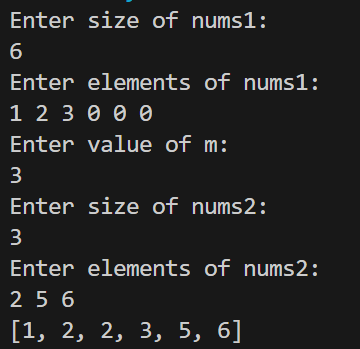 Enter size of nums1:
6
Enter elements of nums1:
1 2 3 0 0 0
Enter value of m:
3
Enter size of nums2:
3
Enter elements of nums2:
2 5 6
[1, 2, 2, 3, 5, 6]